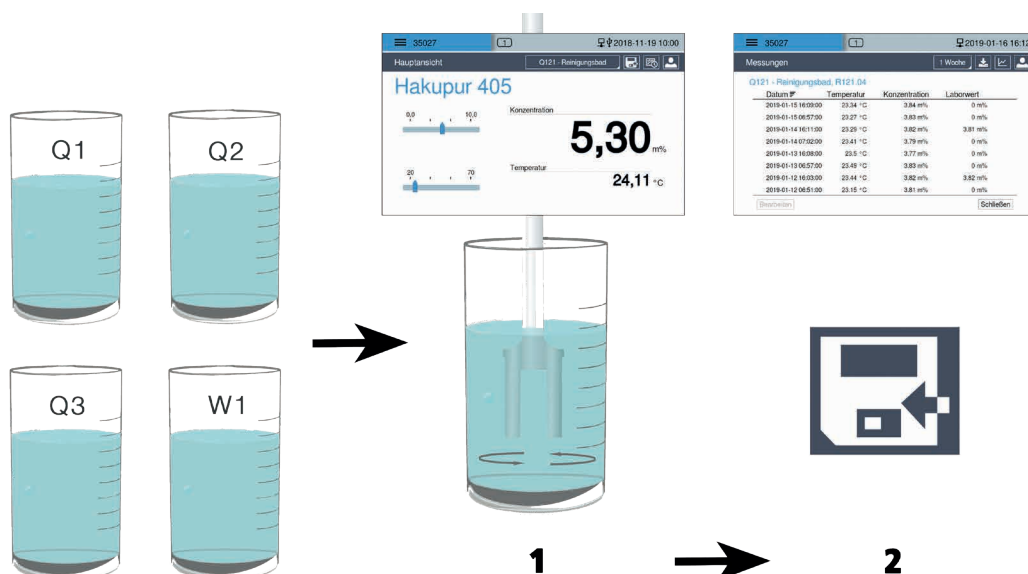 Q1
Q2
Q3
W1
35027
1
2018-11-19 10:00
Hauptansicht
Q121 - Reinigungsbad
Hakupur 405
0,0 10,0
Konzentration
5,30 m%
20 70
Temperatur
24,11 °C
35027
1
2019-01-16 16:12
Messungen
1 Woche
Q121 - Reinigungsbad, R121.04
Datum Temperatur Konzentration Laborwert
2019-01-15 16:09:00 23.34 °C 3.84 m% 0 m%
2019-01-15 06:57:00 23.27 °C 3.83 m% 0 m%
2019-01-14 16:11:00 23.29 °C 3.82 m% 3.81 m%
2019-01-14 07:02:00 23.41 °C 3.79 m% 0 m%
2019-01-13 16:08:00 23.5 °C 3.77 m% 0 m%
2019-01-13 06:57:00 23.49 °C 3.83 m% 0 m%
2019-01-12 16:03:00 23.44 °C 3.82 m% 3.82 m%
2019-01-12 06:51:00 23.15 °C 3.81 m% 0 m%
Bearbeiten Schließen
1
2